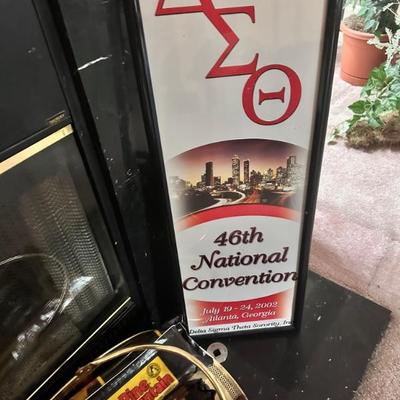 ΔΣΘ
46th
National
Convention
July 19 - 24, 2002
Atlanta, Georgia
Delta Sigma Theta Sorority, Inc.